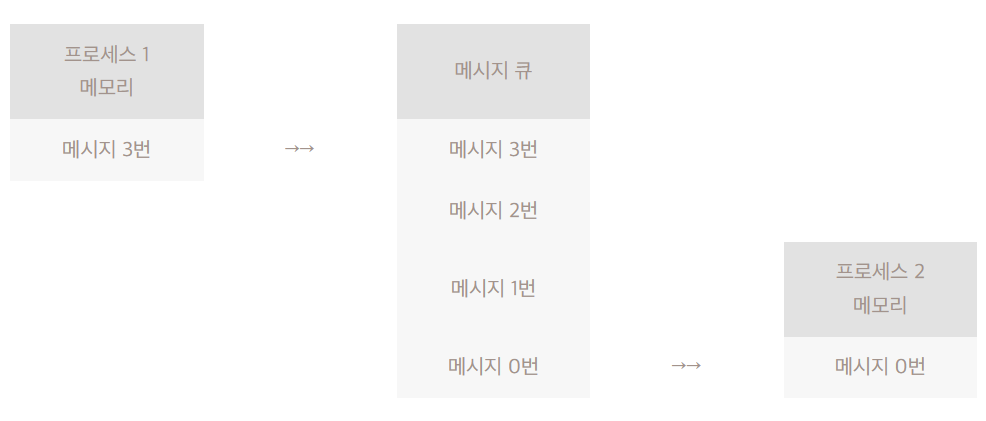 프로세스 1
메모리
메시지 3번
→→
메시지 큐
메시지 3번
메시지 2번
메시지 1번
메시지 0번
→→
프로세스 2
메모리
메시지 0번